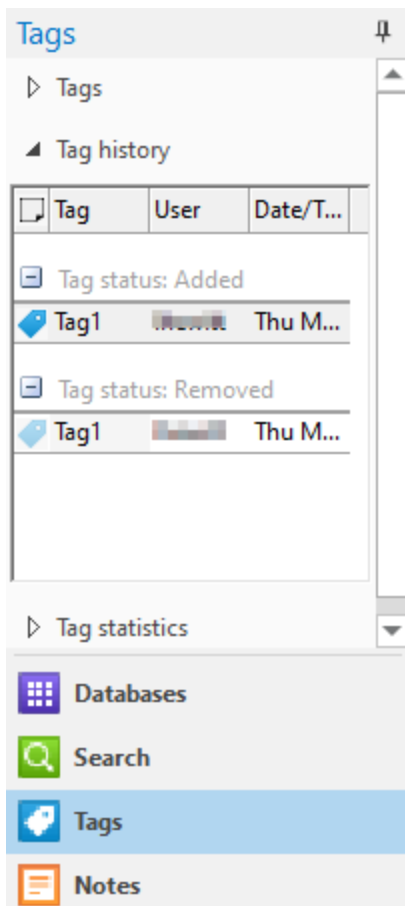 Tags
Tags
Tag history
Tag User Date/T...
Tag status: Added
Tag1 Thu M...
Tag status: Removed
Tag1 Thu M...
Tag statistics
Databases
Search
Tags
Notes